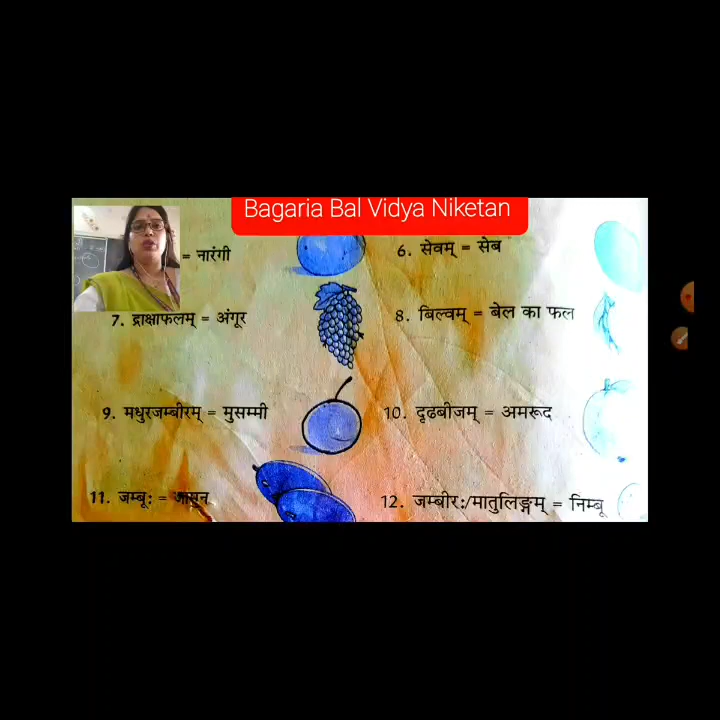 Bagaria Bal Vidya Niketan
= नारंगी
6. सेवम् = सेब
7. द्राक्षाफलम् = अंगूर
8. बिल्वम् = बेल का फल
9. मधुरजम्बीरम् = मुसम्मी
10. दृढबीजम् = अमरूद
11. जम्बू: = जामुन
12. जम्बीर:/मातुलिङ्गम् = निम्बू